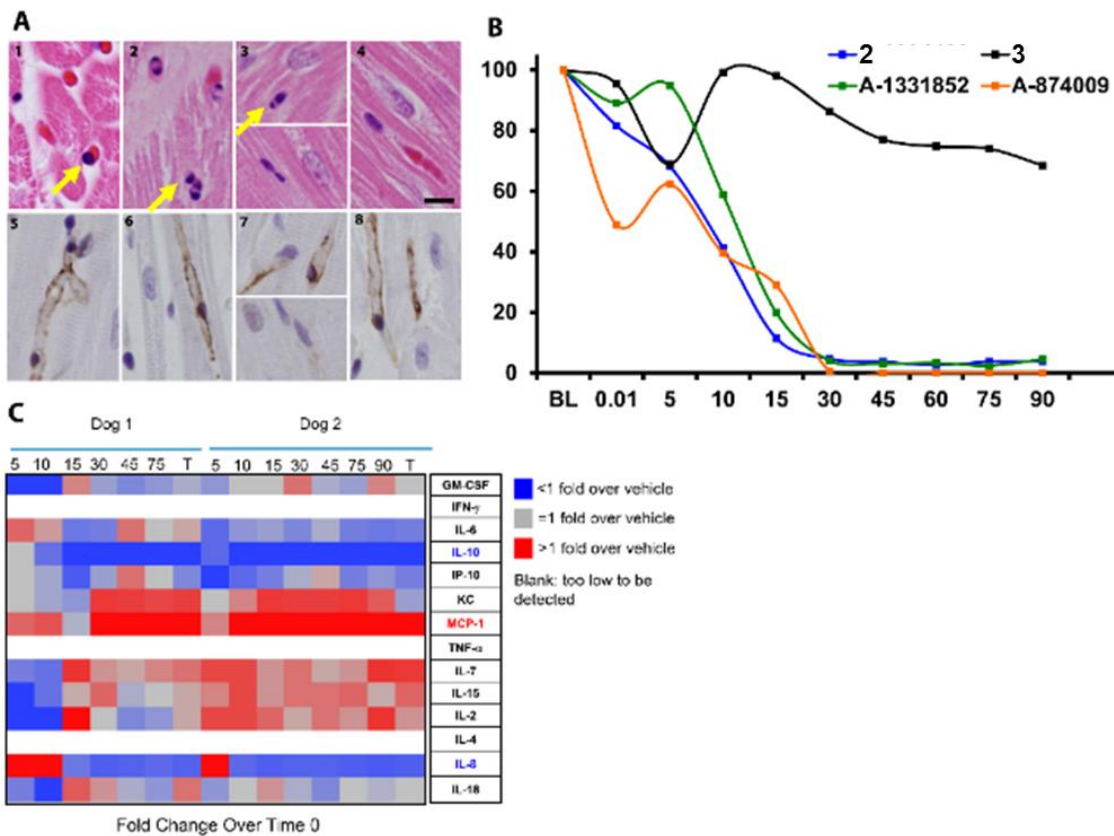 A
1 2 3 4
5 6 7 8
B
2 3
A-1331852 A-874009
100
80
60
40
20
0
BL 0.01 5 10 15 30 45 60 75 90
C
Dog 1 Dog 2
5 10 15 30 45 75 T 5 10 15 30 45 75 90 T
GM-CSF
IFN-γ
IL-6
IL-10
IP-10
KC
MCP-1
TNF-α
IL-7
IL-15
IL-2
IL-4
IL-8
IL-18
<1 fold over vehicle
=1 fold over vehicle
>1 fold over vehicle
Blank: too low to be
detected
Fold Change Over Time 0